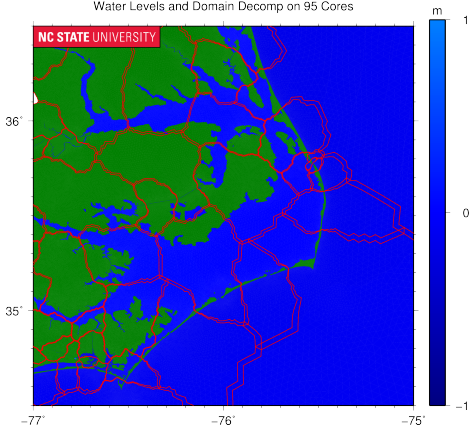 Water Levels and Domain Decomp on 95 Cores
m
NC STATE UNIVERSITY
1
36°
0
35°
-1
-77°
-76°
-75°